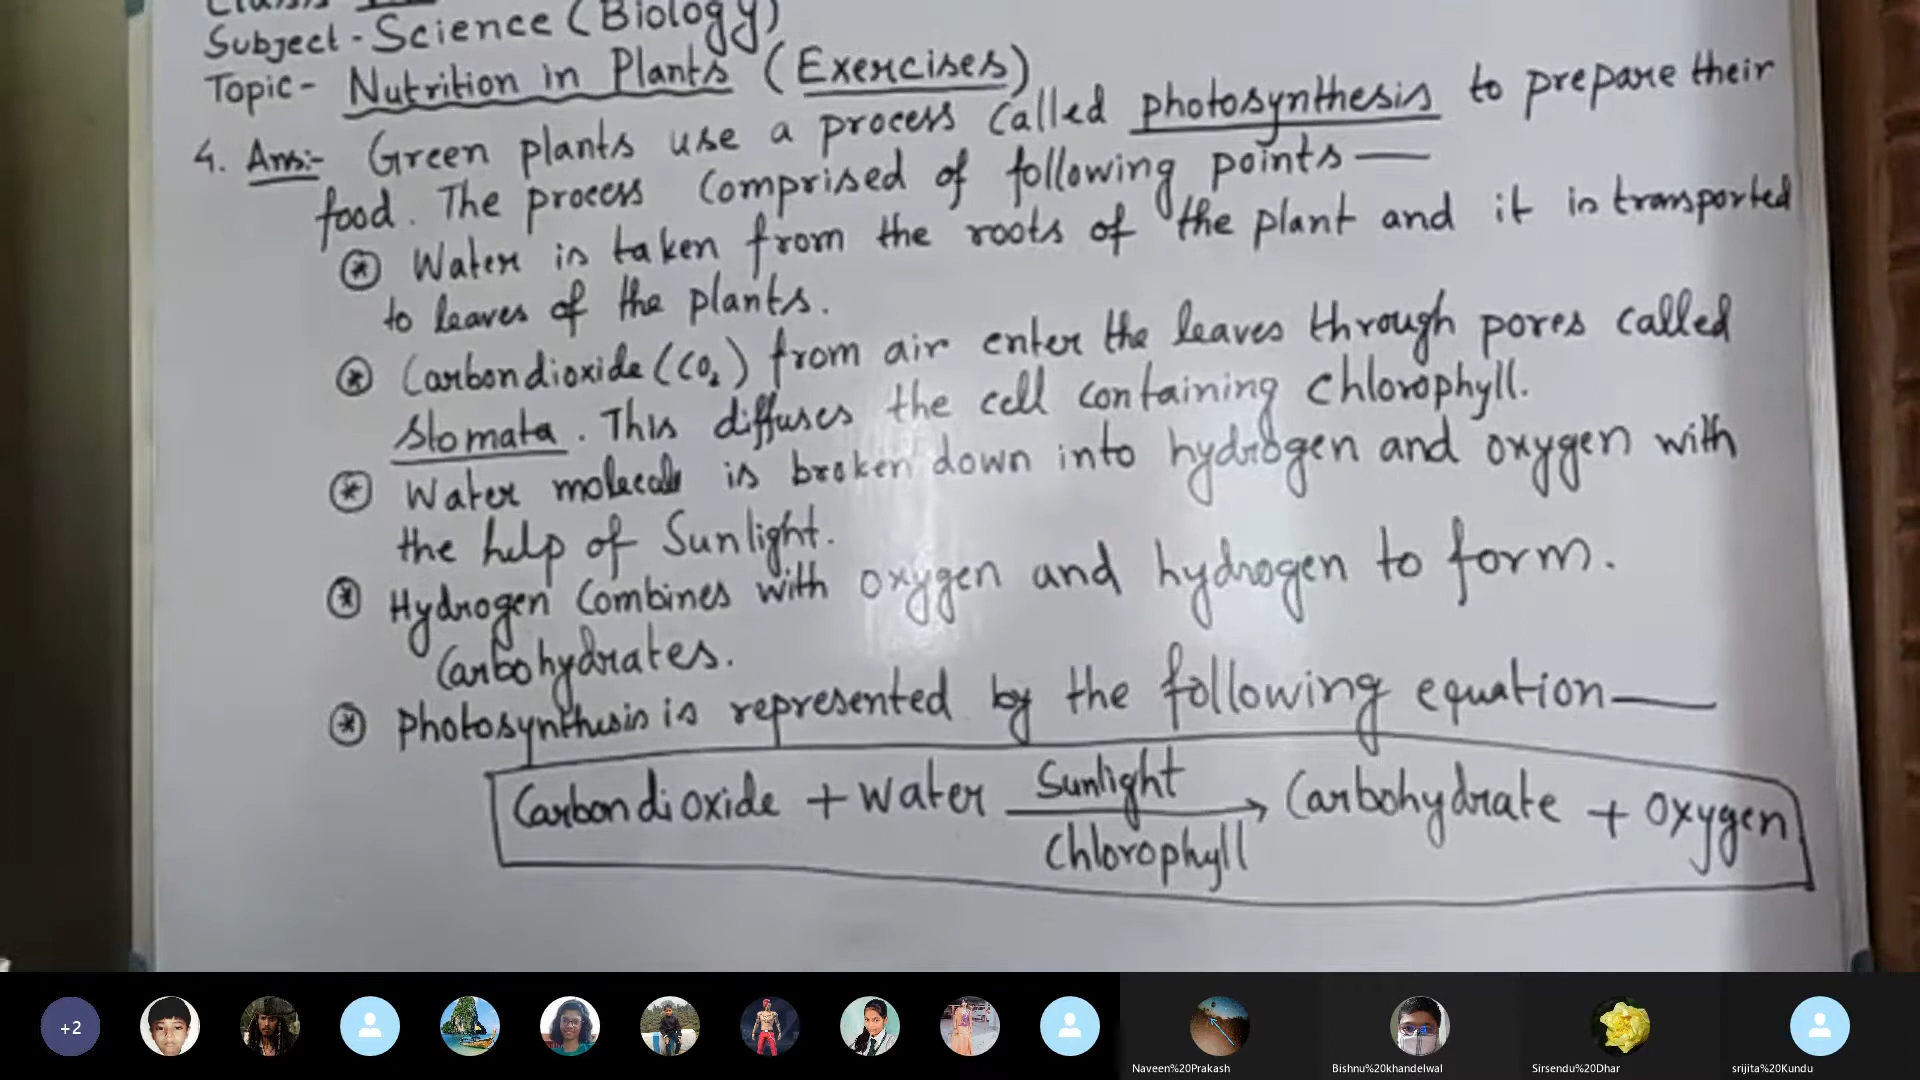 Subject - Science (Biology)
Topic - Nutrition in Plants (Exercises)
4. Ans:- Green plants use a process called photosynthesis to prepare their
food. The process comprised of following points —
* Water is taken from the roots of the plant and it is transported
to leaves of the plants.
* Carbondioxide (CO₂) from air enter the leaves through pores called
Stomata. This diffuses the cell containing chlorophyll.
* Water is broken down into hydrogen and oxygen with
the help of Sunlight.
* Hydrogen Combines with oxygen and hydrogen to form.
Carbohydrates.
* Photosynthesis is represented by the following equation —
Carbondioxide + Water Sunlight → Carbohydrate + Oxygen
Chlorophyll
+2
Naveen%20Prakash
Bishnu%20khandelwal
Sirsendu%20Dhar
srijita%20Kundu